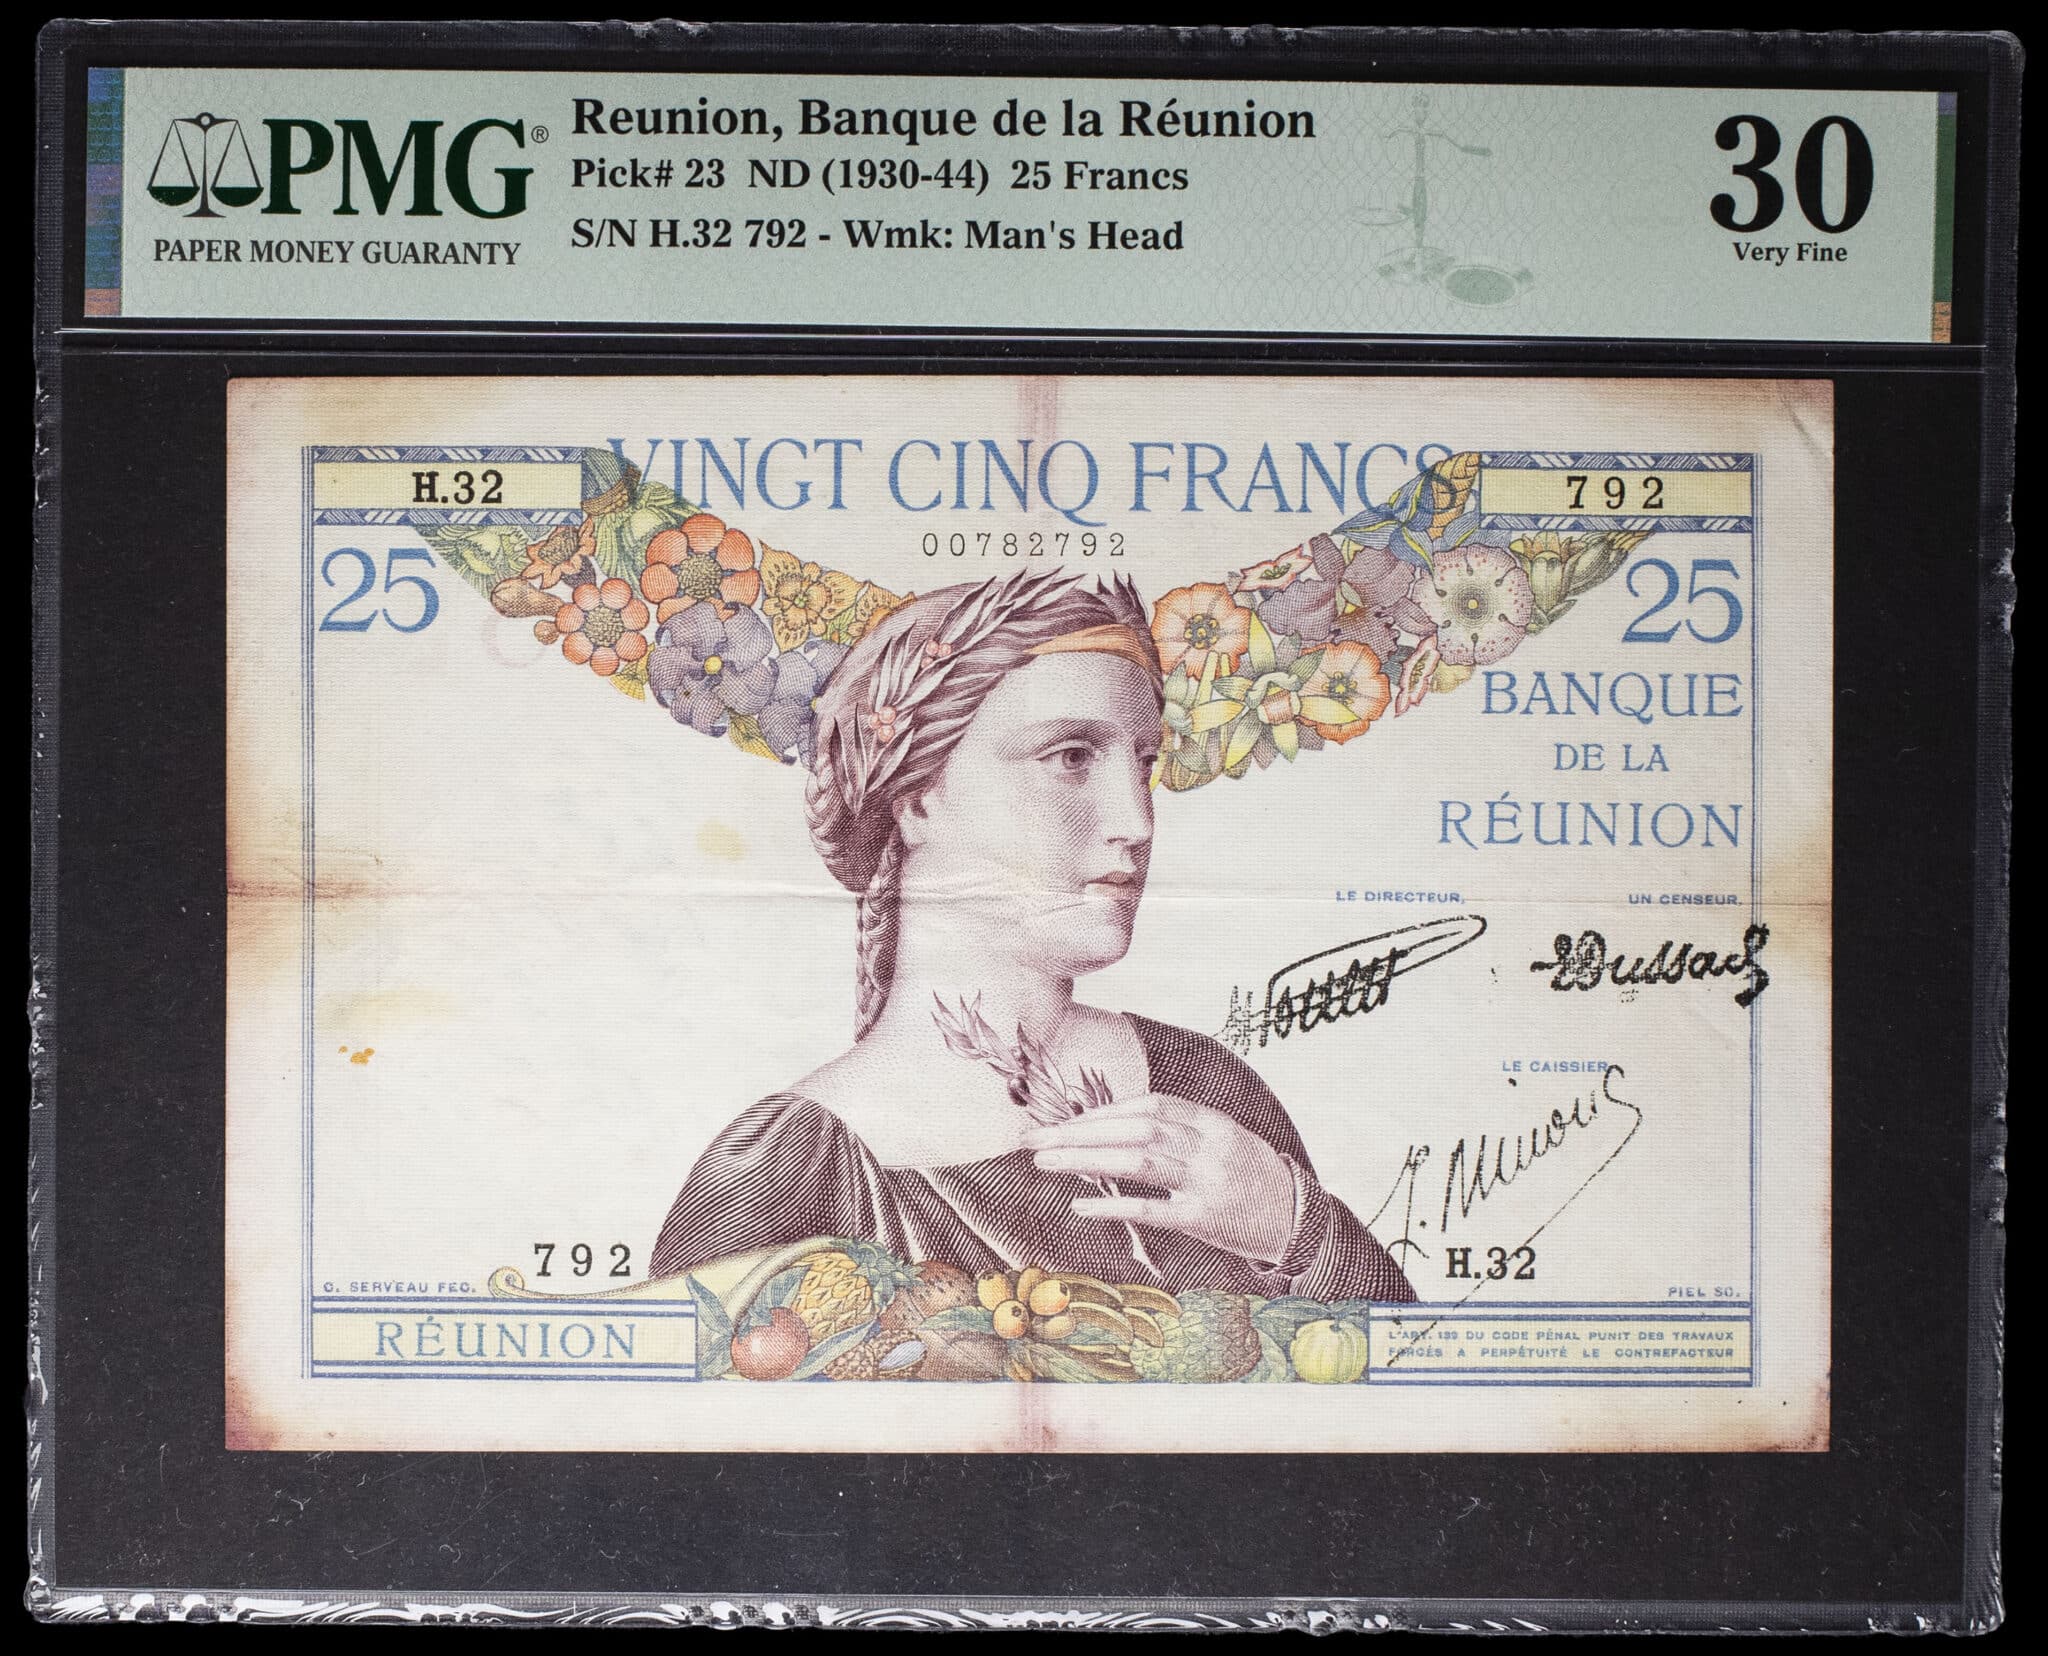 PMG®
PAPER MONEY GUARANTY
Reunion, Banque de la Réunion
Pick# 23 ND (1930-44) 25 Francs
S/N H.32 792 - Wmk: Man's Head
30
Very Fine
VINGT CINQ FRANCS
H.32
792
00782792
25
25
BANQUE
DE LA
RÉUNION
LE DIRECTEUR,
UN CENSEUR,
LE CAISSIER
792
H.32
C. SERVEAU FEC.
PIEL SC.
RÉUNION
L'ART. 139 DU CODE PÉNAL PUNIT DES TRAVAUX
FORCÉS A PERPÉTUITÉ LE CONTREFACTEUR